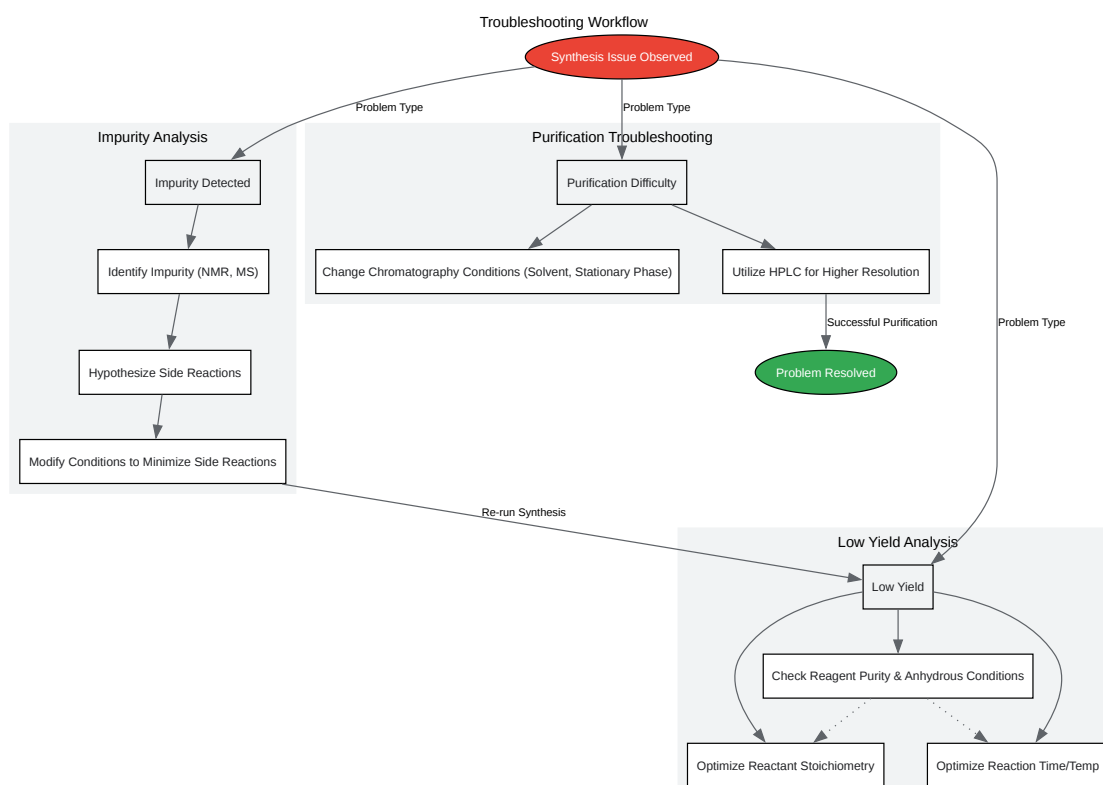 Troubleshooting Workflow
Synthesis Issue Observed
Problem Type
Problem Type
Impurity Analysis
Purification Troubleshooting
Impurity Detected
Purification Difficulty
Identify Impurity (NMR, MS)
Change Chromatography Conditions (Solvent, Stationary Phase)
Utilize HPLC for Higher Resolution
Successful Purification
Problem Type
Hypothesize Side Reactions
Problem Resolved
Modify Conditions to Minimize Side Reactions
Re-run Synthesis
Low Yield Analysis
Low Yield
Check Reagent Purity & Anhydrous Conditions
Optimize Reactant Stoichiometry
Optimize Reaction Time/Temp